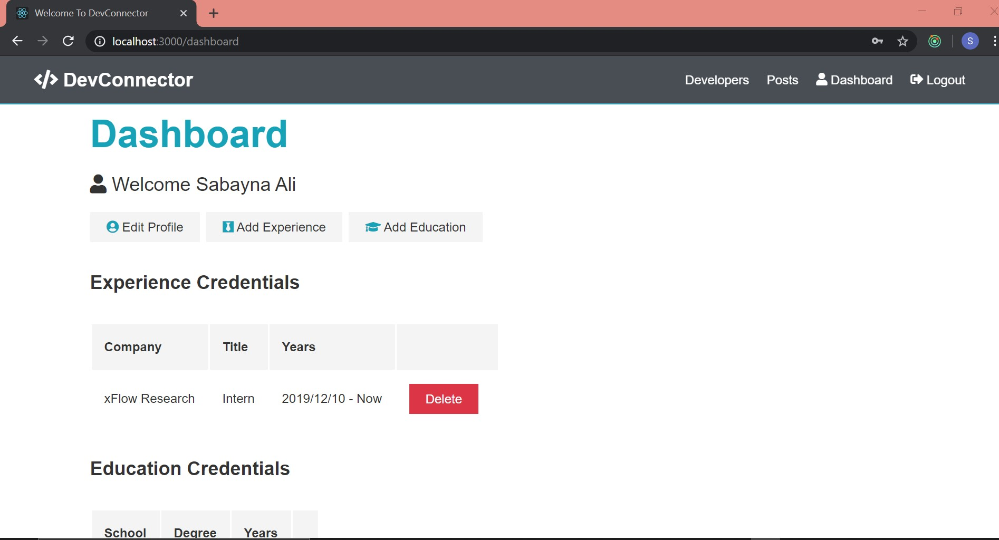 Welcome To DevConnector
localhost:3000/dashboard
S
</> DevConnector
Developers Posts Dashboard Logout
Dashboard
Welcome Sabayna Ali
Edit Profile Add Experience Add Education
Experience Credentials
Company Title Years
xFlow Research Intern 2019/12/10 - Now Delete
Education Credentials
School Degree Years